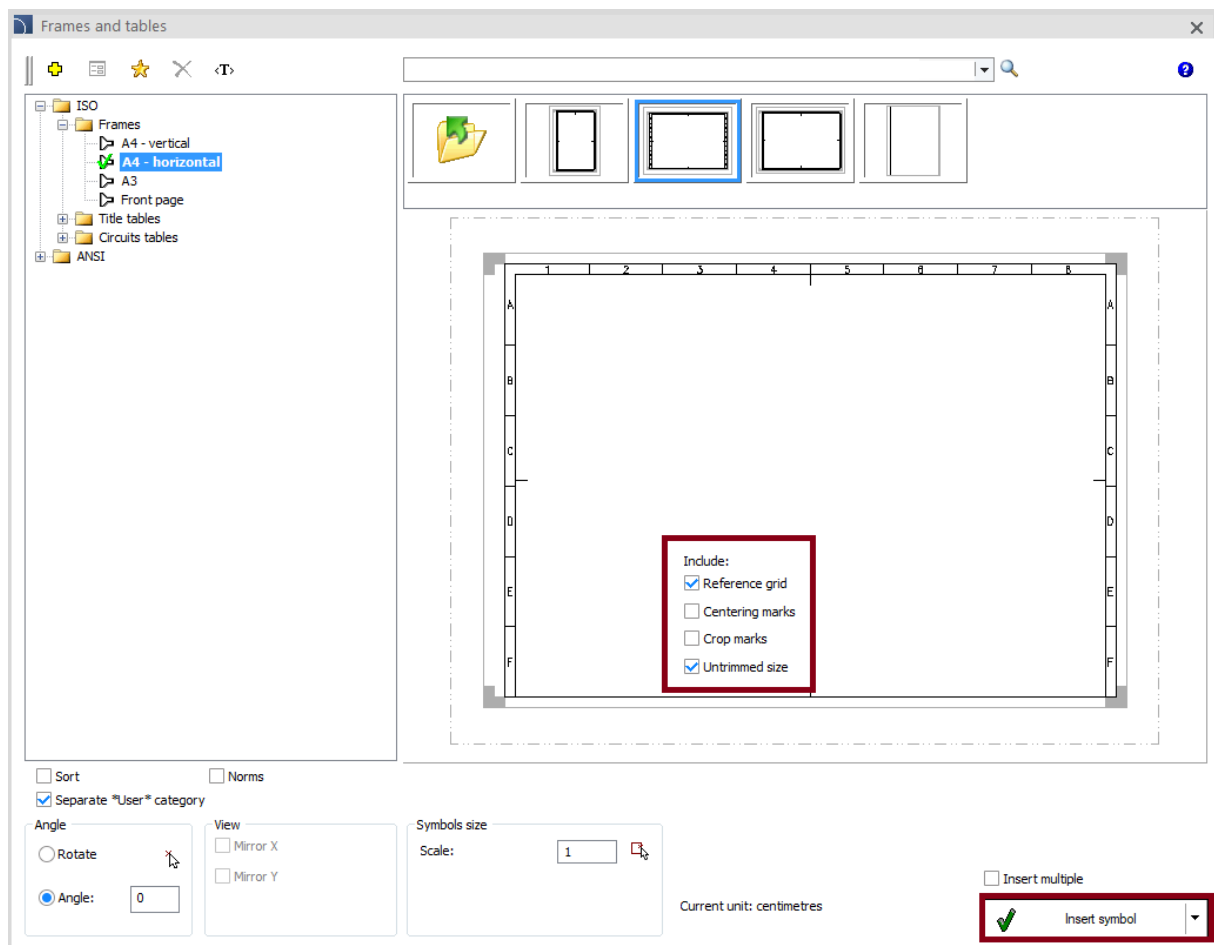 Frames and tables
<T>
ISO
Frames
A4 - vertical
A4 - horizontal
A3
Front page
Title tables
Circuits tables
ANSI
1 2 3 4 5 6 7 8
A A
B B
C C
D D
E E
F F
Include:
Reference grid
Centering marks
Crop marks
Untrimmed size
Sort Norms
Separate *User* category
Angle View Symbols size
Rotate Mirror X Scale: 1
Mirror Y
Insert multiple
Angle: 0 Current unit: centimetres
Insert symbol